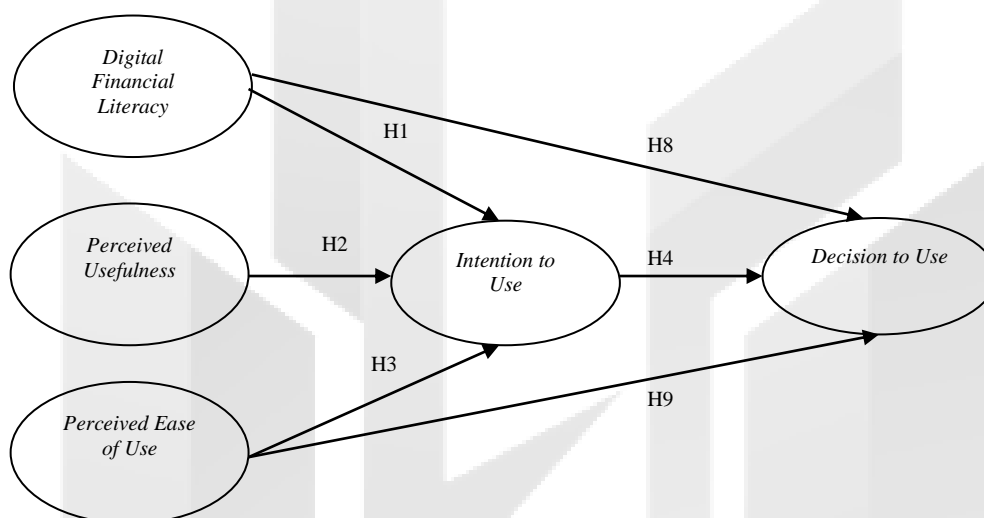 Digital
Financial
Literacy
H1
H8
Perceived
Usefulness
H2
Intention to
Use
H4
Decision to Use
H3
Perceived Ease
of Use
H9